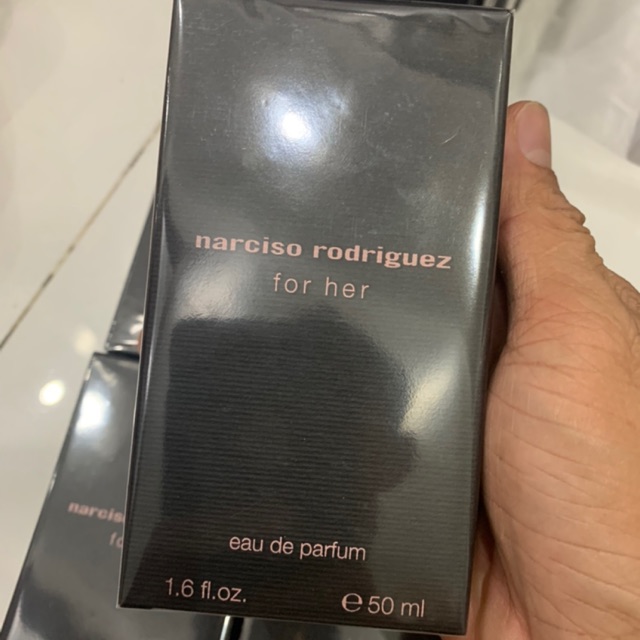 narciso rodriguez
for her
eau de parfum
1.6 fl.oz. ℮ 50 ml